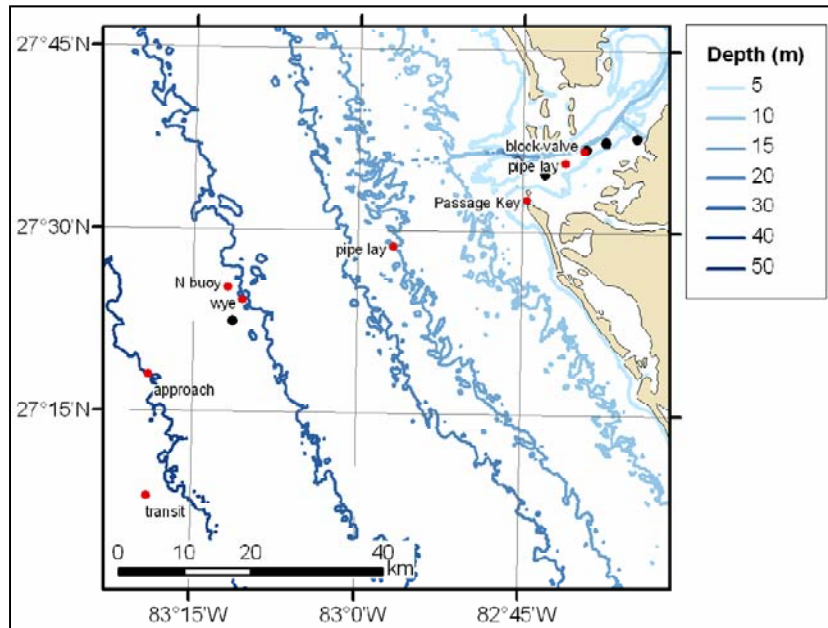 27°45'N
27°30'N
27°15'N
83°15'W
83°0'W
82°45'W
block-valve
pipe lay
Passage Key
pipe lay
N buoy
wye
approach
transit
0 10 20 40
km
Depth (m)
5
10
15
20
30
40
50